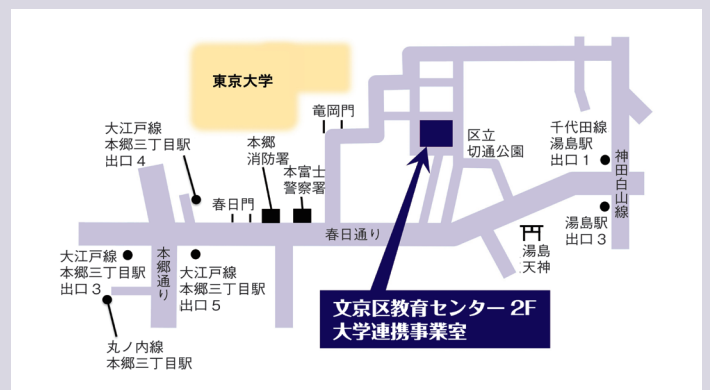 東京大学
竜岡門
大江戸線
本郷三丁目駅
出口4
本郷
消防署
本富士
警察署
春日門
区立
切通公園
千代田線
湯島駅
出口1
神田白山線
湯島駅
出口3
春日通り
湯島
天神
大江戸線
本郷三丁目駅
出口3
本郷通り
大江戸線
本郷三丁目駅
出口5
文京区教育センター 2F
大学連携事業室
丸ノ内線
本郷三丁目駅